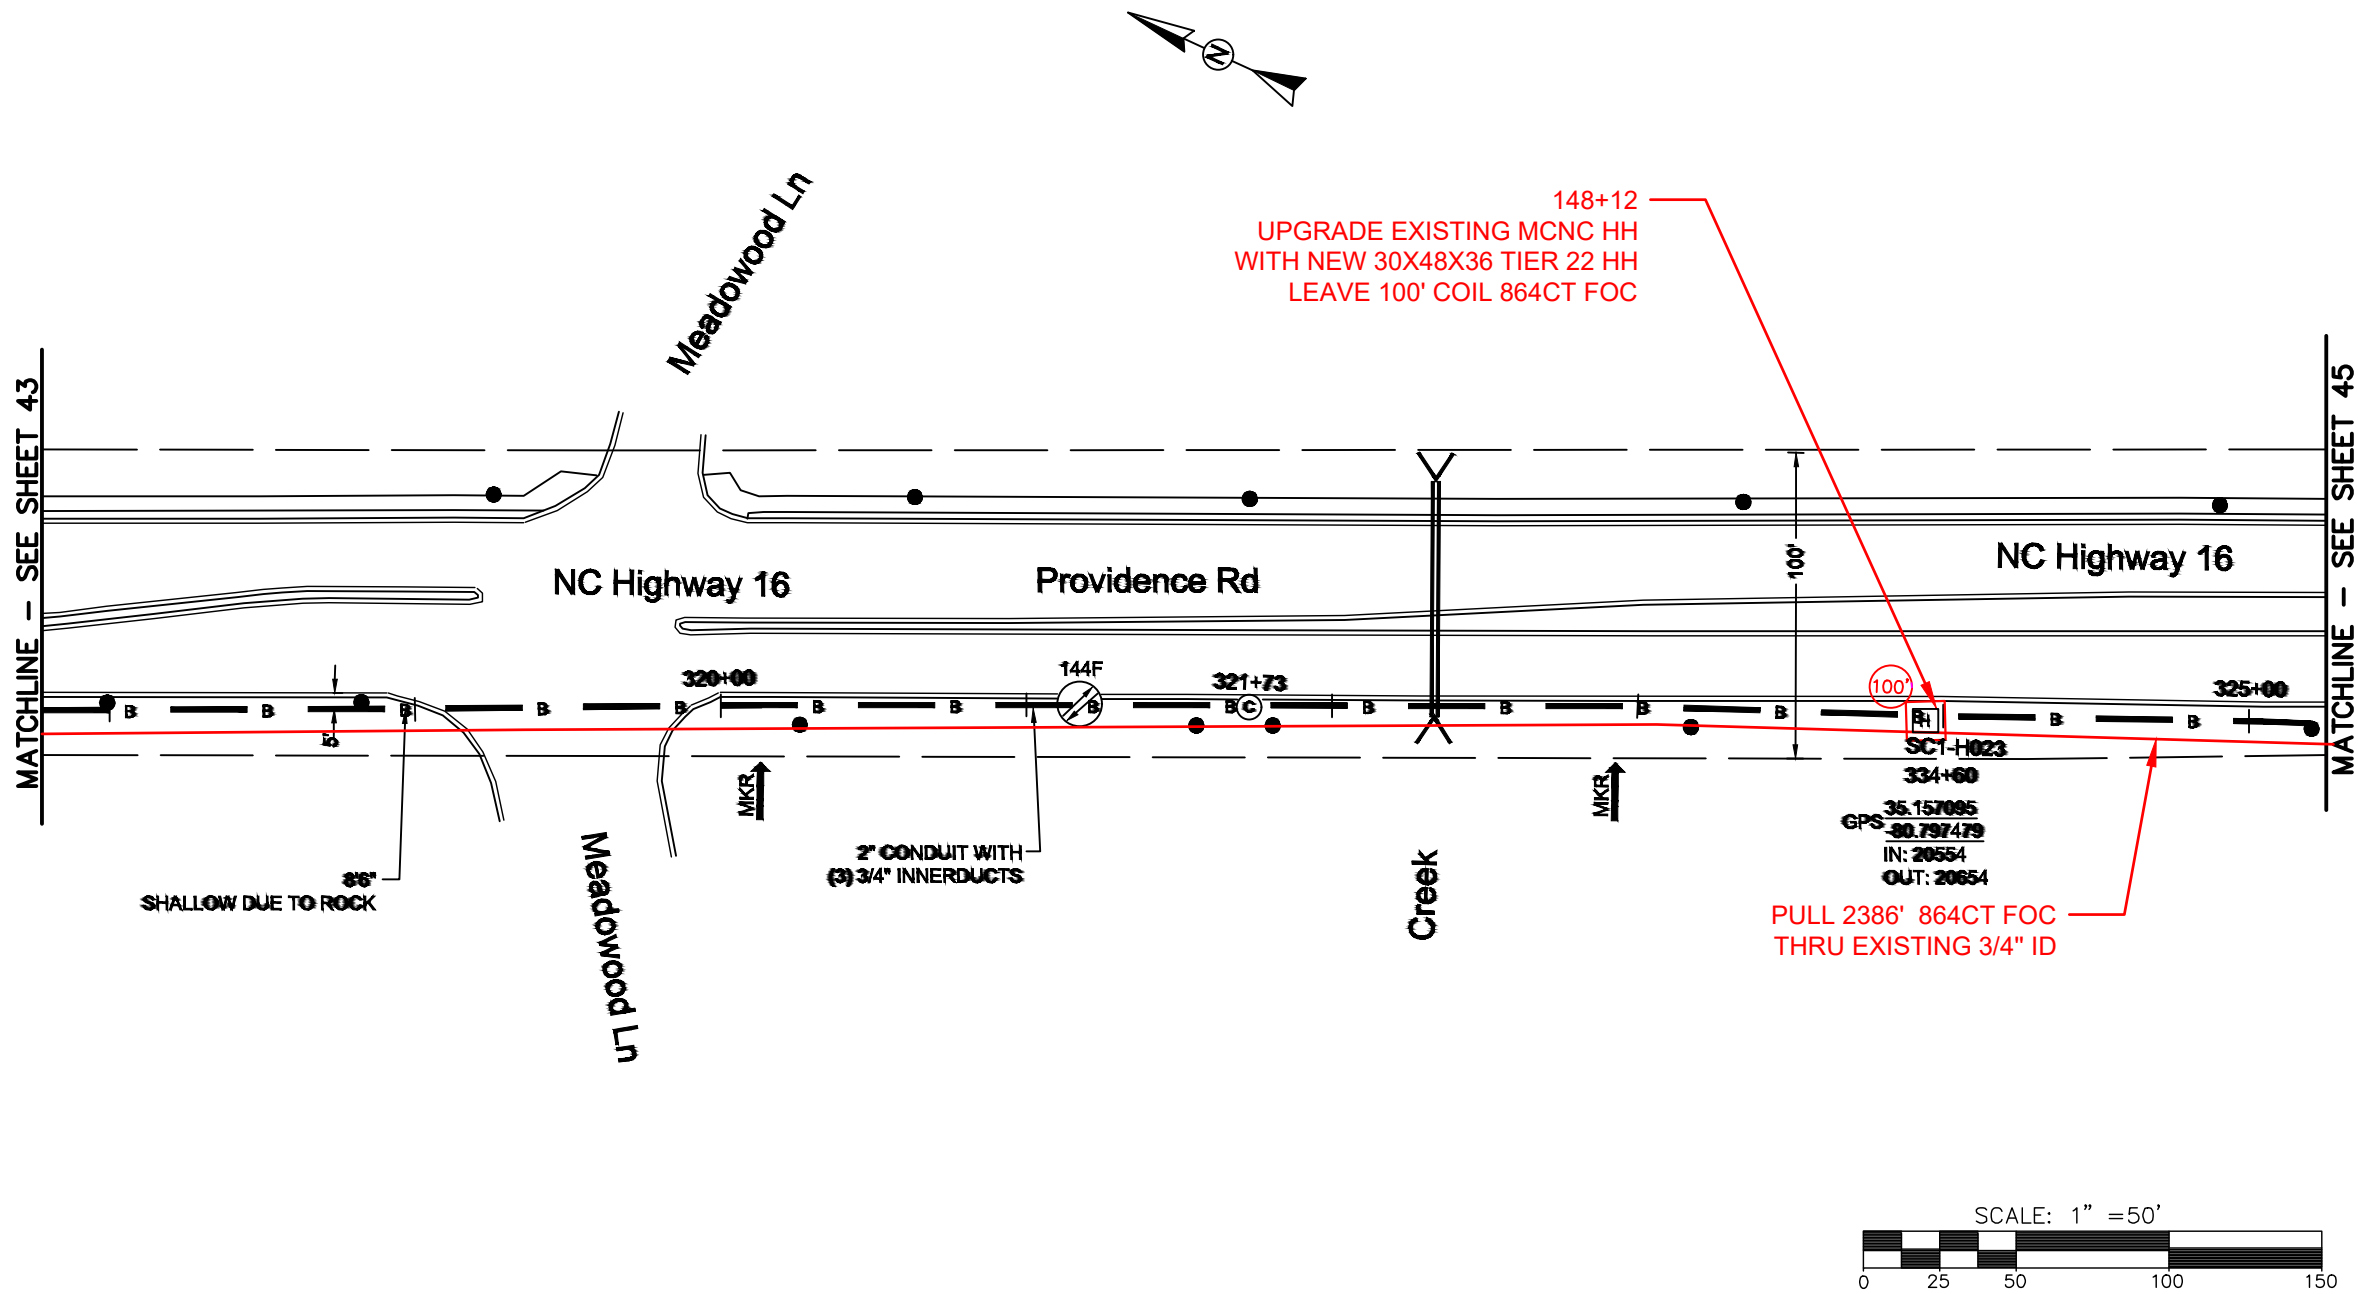 N
Meadowood Ln
148+12
UPGRADE EXISTING MCNC HH
WITH NEW 30X48X36 TIER 22 HH
LEAVE 100' COIL 864CT FOC
MATCHLINE - SEE SHEET 43
MATCHLINE - SEE SHEET 45
NC Highway 16
Providence Rd
100'
NC Highway 16
320+00
144F
321+73
100'
325+00
B B B B B B B B B C B B B B B B B
H
5'
SC1-H023
334+60
MKR
MKR
GPS 35.157095
-80.797479
IN: 20554
OUT: 20654
2" CONDUIT WITH
(3) 3/4" INNERDUCTS
8'6"
SHALLOW DUE TO ROCK
Meadowood Ln
Creek
PULL 2386' 864CT FOC
THRU EXISTING 3/4" ID
SCALE: 1" =50'
0 25 50 100 150